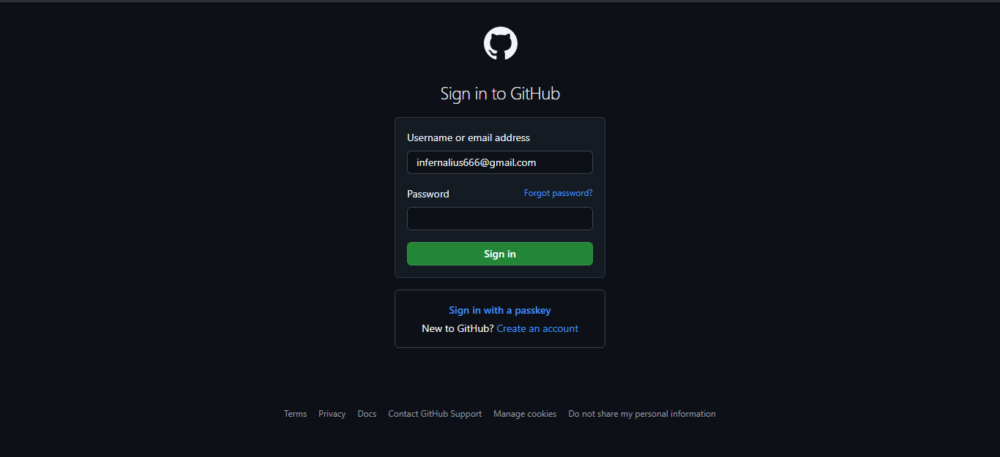 Sign in to GitHub
Username or email address
infernalius666@gmail.com
Password Forgot password?
Sign in
Sign in with a passkey
New to GitHub? Create an account
Terms Privacy Docs Contact GitHub Support Manage cookies Do not share my personal information